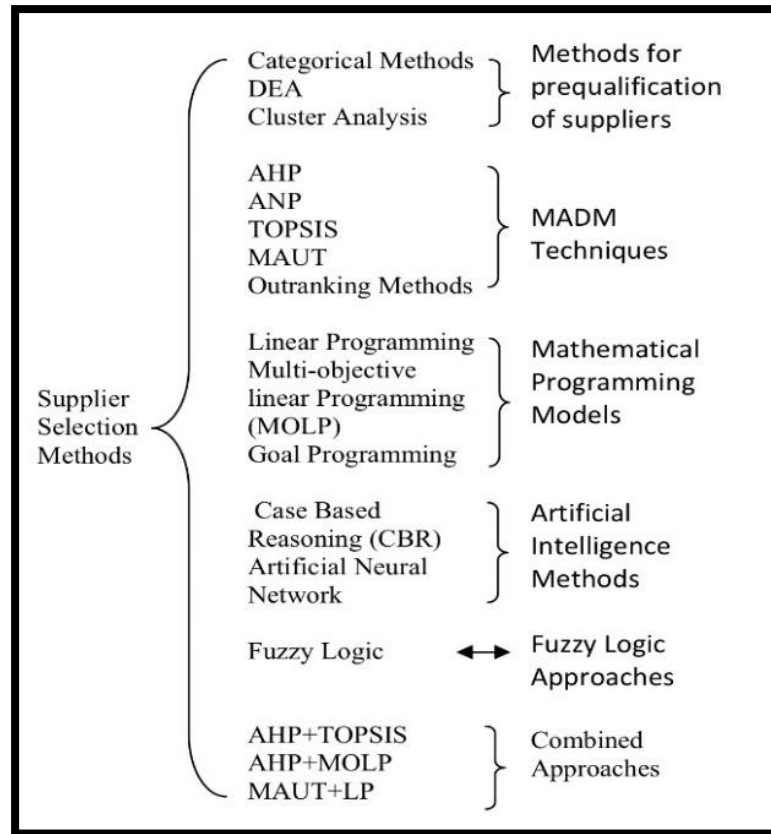 Supplier
Selection
Methods
Categorical Methods
DEA
Cluster Analysis
Methods for
prequalification
of suppliers
AHP
ANP
TOPSIS
MAUT
Outranking Methods
MADM
Techniques
Linear Programming
Multi-objective
linear Programming
(MOLP)
Goal Programming
Mathematical
Programming
Models
Case Based
Reasoning (CBR)
Artificial Neural
Network
Artificial
Intelligence
Methods
Fuzzy Logic
Fuzzy Logic
Approaches
AHP+TOPSIS
AHP+MOLP
MAUT+LP
Combined
Approaches